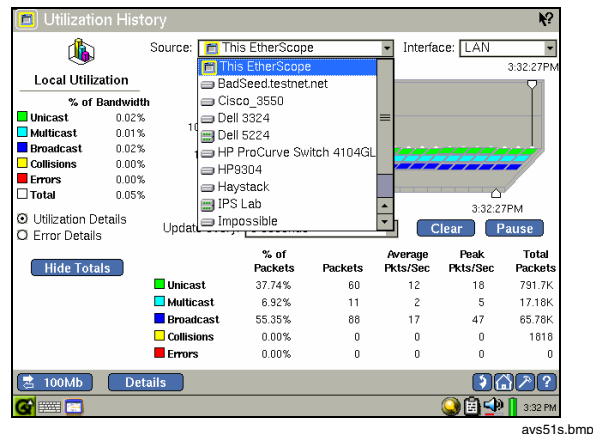 Utilization History
Source: This EtherScope Interface: LAN
3:32:27PM
Local Utilization
This EtherScope
BadSeed.testnet.net
Cisco_3550
Dell 3324
Dell 5224
HP ProCurve Switch 4104GL
HP9304
Haystack
IPS Lab
Impossible
% of Bandwidth
Unicast 0.02%
Multicast 0.01%
Broadcast 0.02%
Collisions 0.00%
Errors 0.00%
Total 0.05%
3:32:27PM
Utilization Details
Error Details
Clear Pause
Hide Totals
% of Packets Packets Average Pkts/Sec Peak Pkts/Sec Total Packets
Unicast 37.74% 60 12 18 791.7K
Multicast 6.92% 11 2 5 17.18K
Broadcast 55.35% 88 17 47 65.78K
Collisions 0.00% 0 0 0 1818
Errors 0.00% 0 0 0 0
100Mb Details
3:32 PM
avs51s.bmp